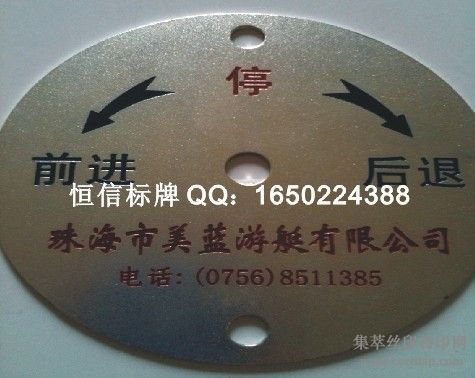 停
前进 后退
恒信标牌 QQ：1650224388
珠海市美蓝游艇有限公司
电话：(0756)8511385